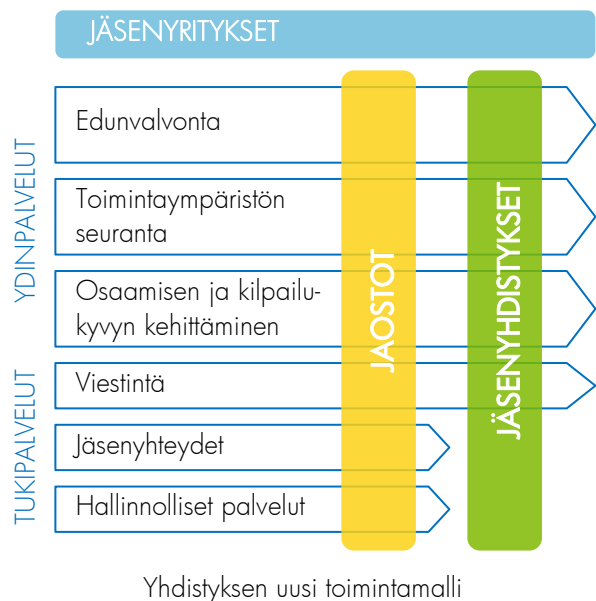 JÄSENYRITYKSET
YDINPALVELUT
Edunvalvonta
Toimintaympäristön
seuranta
Osaamisen ja kilpailu-
kyvyn kehittäminen
TUKIPALVELUT
Viestintä
Jäsenyhteydet
Hallinnolliset palvelut
JAOSTOT
JÄSENYHDISTYKSET
Yhdistyksen uusi toimintamalli